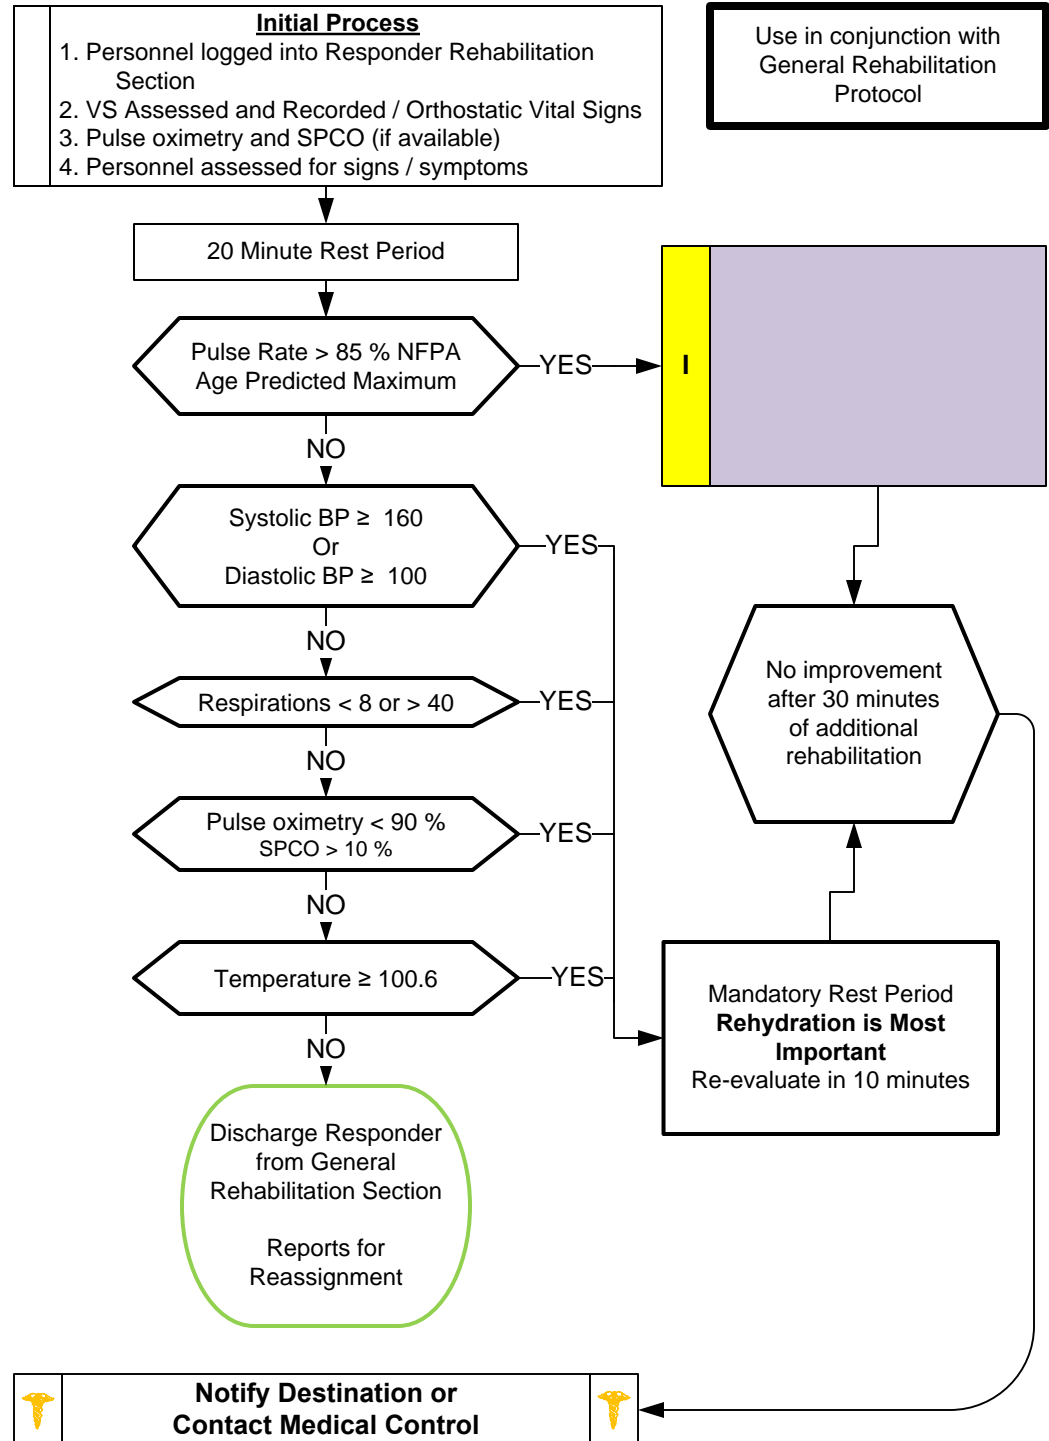 Initial Process
1. Personnel logged into Responder Rehabilitation
Section
2. VS Assessed and Recorded / Orthostatic Vital Signs
3. Pulse oximetry and SPCO (if available)
4. Personnel assessed for signs / symptoms
Use in conjunction with
General Rehabilitation
Protocol
20 Minute Rest Period
Pulse Rate > 85 % NFPA
Age Predicted Maximum
YES
I
NO
Systolic BP ≥ 160
Or
Diastolic BP ≥ 100
YES
NO
Respirations < 8 or > 40
YES
No improvement
after 30 minutes
of additional
rehabilitation
NO
Pulse oximetry < 90 %
SPCO > 10 %
YES
NO
Temperature ≥ 100.6
YES
Mandatory Rest Period
Rehydration is Most
Important
Re-evaluate in 10 minutes
NO
Discharge Responder
from General
Rehabilitation Section
Reports for
Reassignment
Notify Destination or
Contact Medical Control